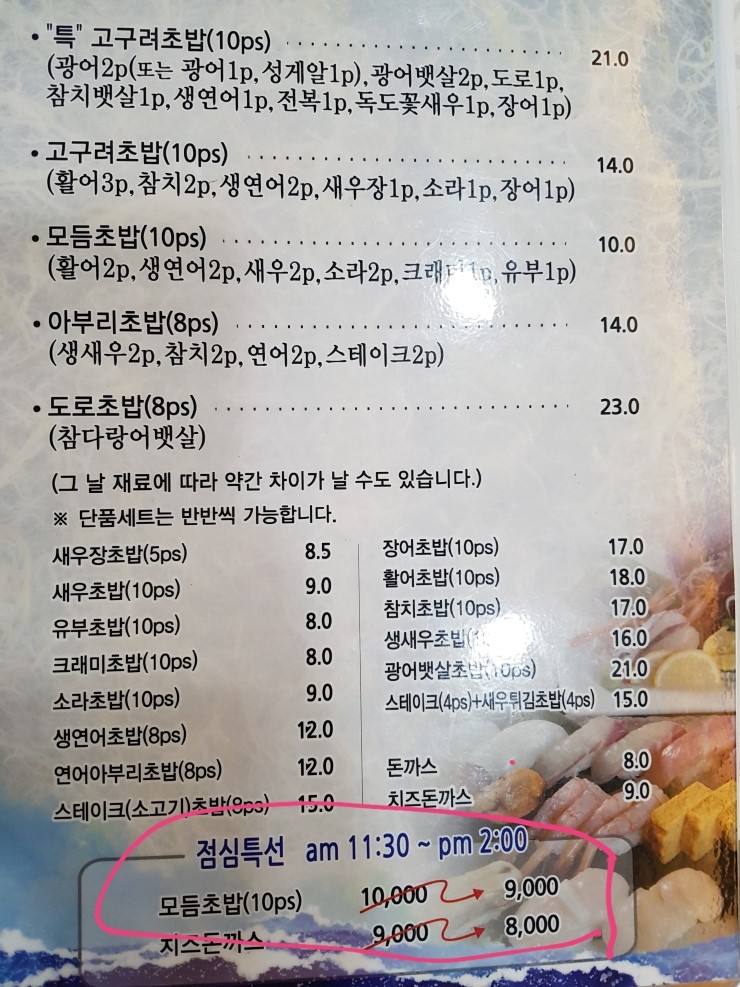 • "특" 고구려초밥(10ps) 21.0
(광어2p(또는 광어1p,성게알1p),광어뱃살2p,도로1p,
참치뱃살1p,생연어1p,전복1p,독도꽃새우1p,장어1p)
• 고구려초밥(10ps) 14.0
(활어3p,참치2p,생연어2p,새우장1p,소라1p,장어1p)
• 모듬초밥(10ps) 10.0
(활어2p,생연어2p,새우2p,소라2p, 유부1p)
• 아부리초밥(8ps) 14.0
(생새우2p,참치2p,연어2p,스테이크2p)
• 도로초밥(8ps) 23.0
(참다랑어뱃살)
(그 날 재료에 따라 약간 차이가 날 수도 있습니다.)
※ 단품세트는 반반씩 가능합니다.
새우장초밥(5ps) 8.5
새우초밥(10ps) 9.0
유부초밥(10ps) 8.0
크래미초밥(10ps) 8.0
소라초밥(10ps) 9.0
생연어초밥(8ps) 12.0
연어아부리초밥(8ps) 12.0
스테이크(소고기)초밥(8ps) 15.0
장어초밥(10ps) 17.0
활어초밥(10ps) 18.0
참치초밥(10ps) 17.0
생새우초밥 16.0
광어뱃살초밥(10ps) 21.0
스테이크(4ps)+새우튀김초밥(4ps) 15.0
돈까스 8.0
치즈돈까스 9.0
점심특선 am 11:30 ~ pm 2:00
모듬초밥(10ps) 10,000 9,000
치즈돈까스 9,000 8,000